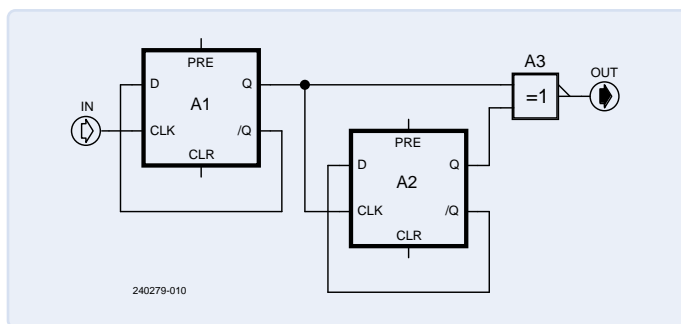 A3
PRE
OUT
D
Q
IN
A1
=1
CLK
/Q
PRE
CLR
D
Q
A2
CLK
/Q
CLR
240279-010